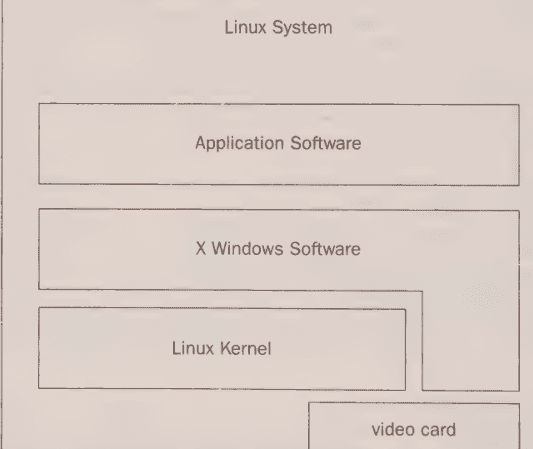 Linux System
Application Software
X Windows Software
Linux Kernel
video card